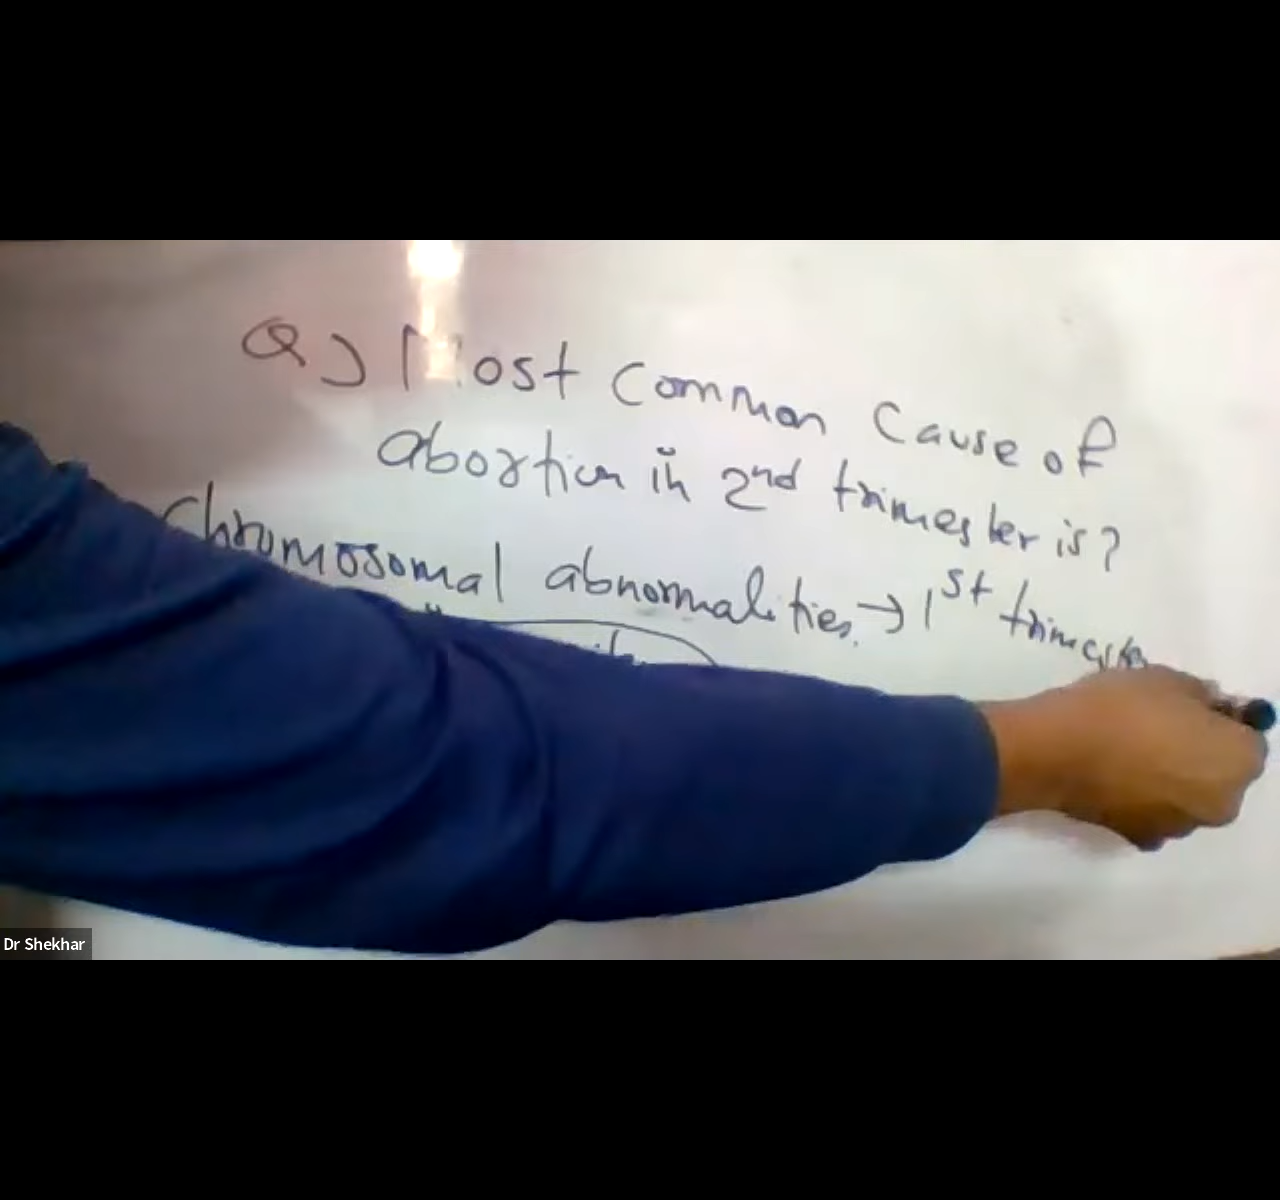 Q) Most Common Cause of
abortion in 2nd trimester is?
Chromosomal abnormalities. → 1st trimester
Dr Shekhar